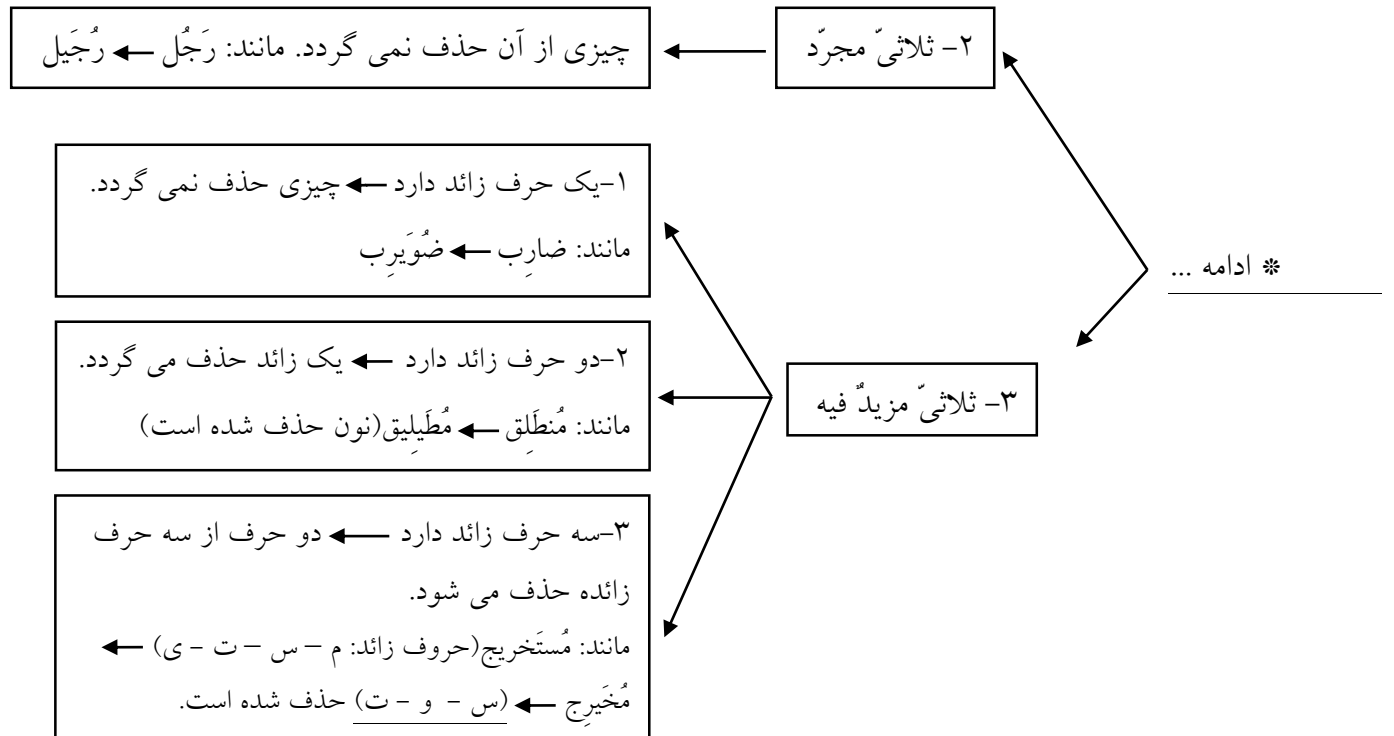 * ادامه ...
۲- ثلاثیّ مجرّد
چیزی از آن حذف نمی گردد. مانند: رَجُل ← رُجَیل
۳- ثلاثیّ مزیدٌ فیه
۱-یک حرف زائد دارد ← چیزی حذف نمی گردد.
مانند: ضارِب ← ضُوَیرِب
۲-دو حرف زائد دارد ← یک زائد حذف می گردد.
مانند: مُنطَلِق ← مُطَیلِیق(نون حذف شده است)
۳-سه حرف زائد دارد ← دو حرف از سه حرف
زائده حذف می شود.
مانند: مُستَخریج(حروف زائد: م – س – ت - ی) ←
مُخَیرِج ← (س - و - ت) حذف شده است.